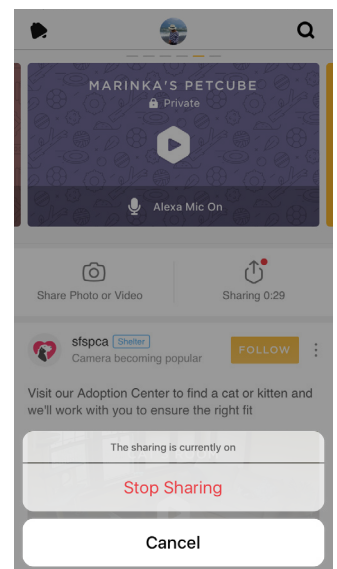 MARINKA'S PETCUBE
Private
Alexa Mic On
Share Photo or Video
Sharing 0:29
sfspca Shelter
Camera becoming popular
FOLLOW
Visit our Adoption Center to find a cat or kitten and
we'll work with you to ensure the right fit
The sharing is currently on
Stop Sharing
Cancel